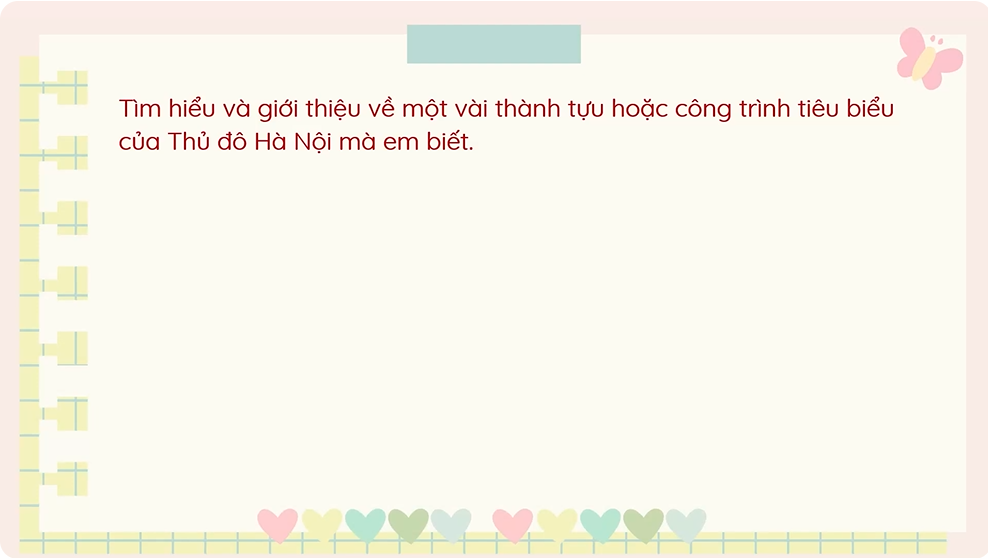 Tìm hiểu và giới thiệu về một vài thành tựu hoặc công trình tiêu biểu
của Thủ đô Hà Nội mà em biết.